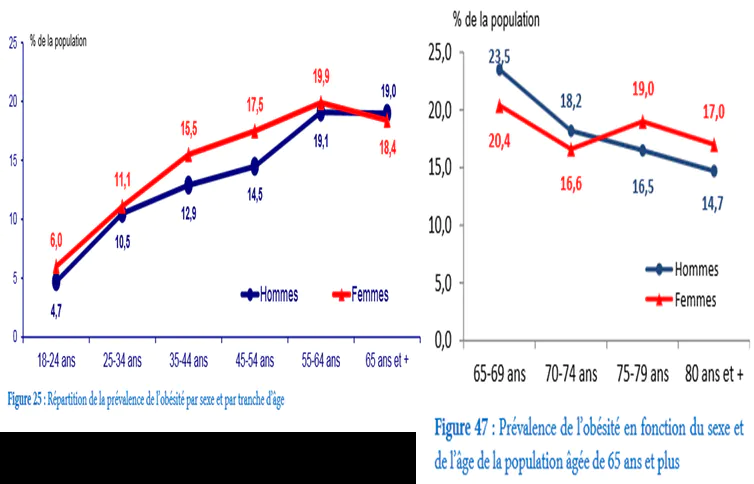 % de la population
25
20
15
10
5
0
6,0
11,1
15,5
17,5
19,9
19,0
4,7
10,5
12,9
14,5
19,1
18,4
Hommes
Femmes
18-24 ans 25-34 ans 35-44 ans 45-54 ans 55-64 ans 65 ans et +
Figure 25 : Répartition de la prévalence de l'obésité par sexe et par tranche d'âge
% de la population
25,0
20,0
15,0
10,0
5,0
0,0
23,5
18,2
19,0
17,0
20,4
16,6
16,5
14,7
Hommes
Femmes
65-69 ans 70-74 ans 75-79 ans 80 ans et +
Figure 47 : Prévalence de l'obésité en fonction du sexe et
de l'âge de la population âgée de 65 ans et plus